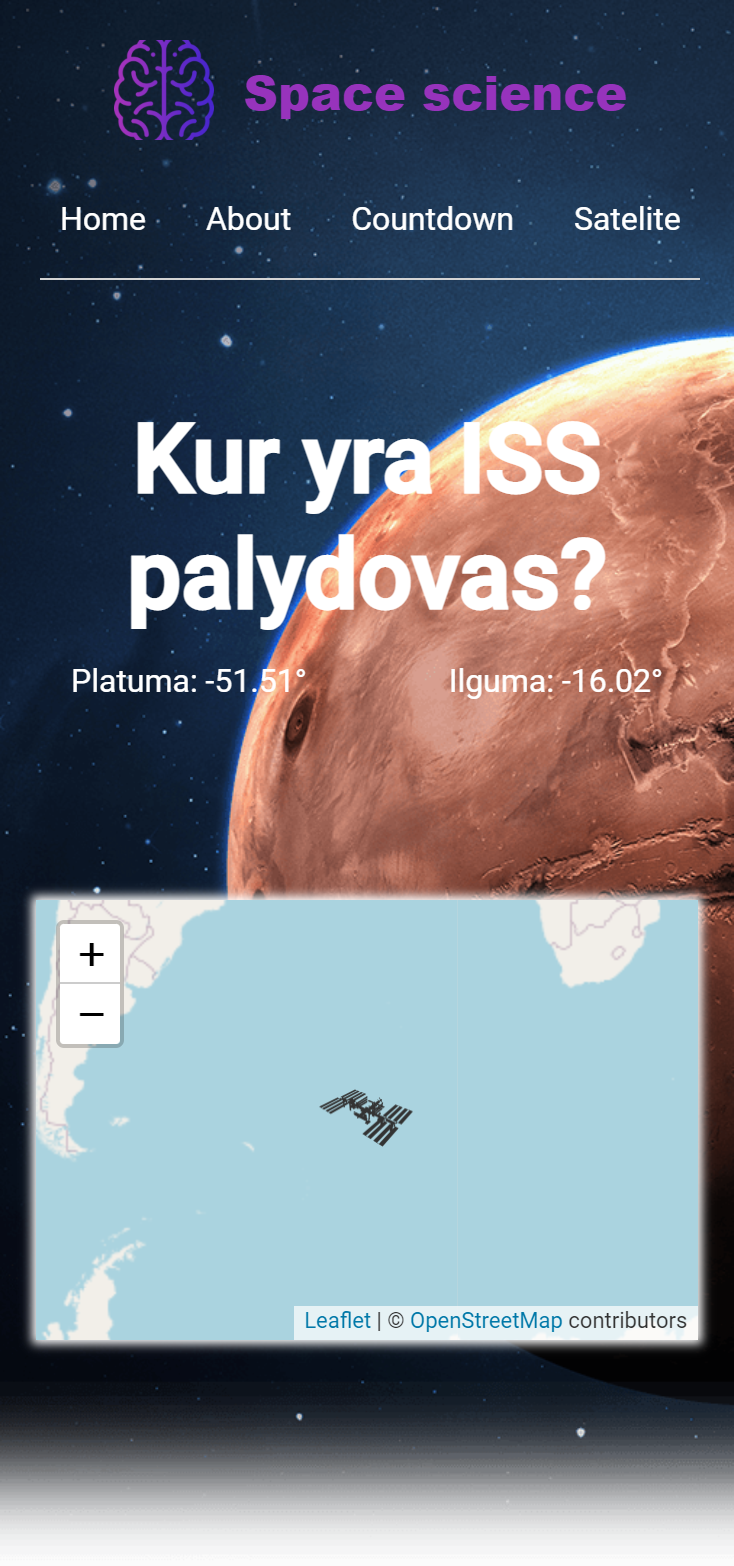 Space science
Home About Countdown Satelite
Kur yra ISS
palydovas?
Platuma: -51.51° Ilguma: -16.02°
+
−
Leaflet | © OpenStreetMap contributors